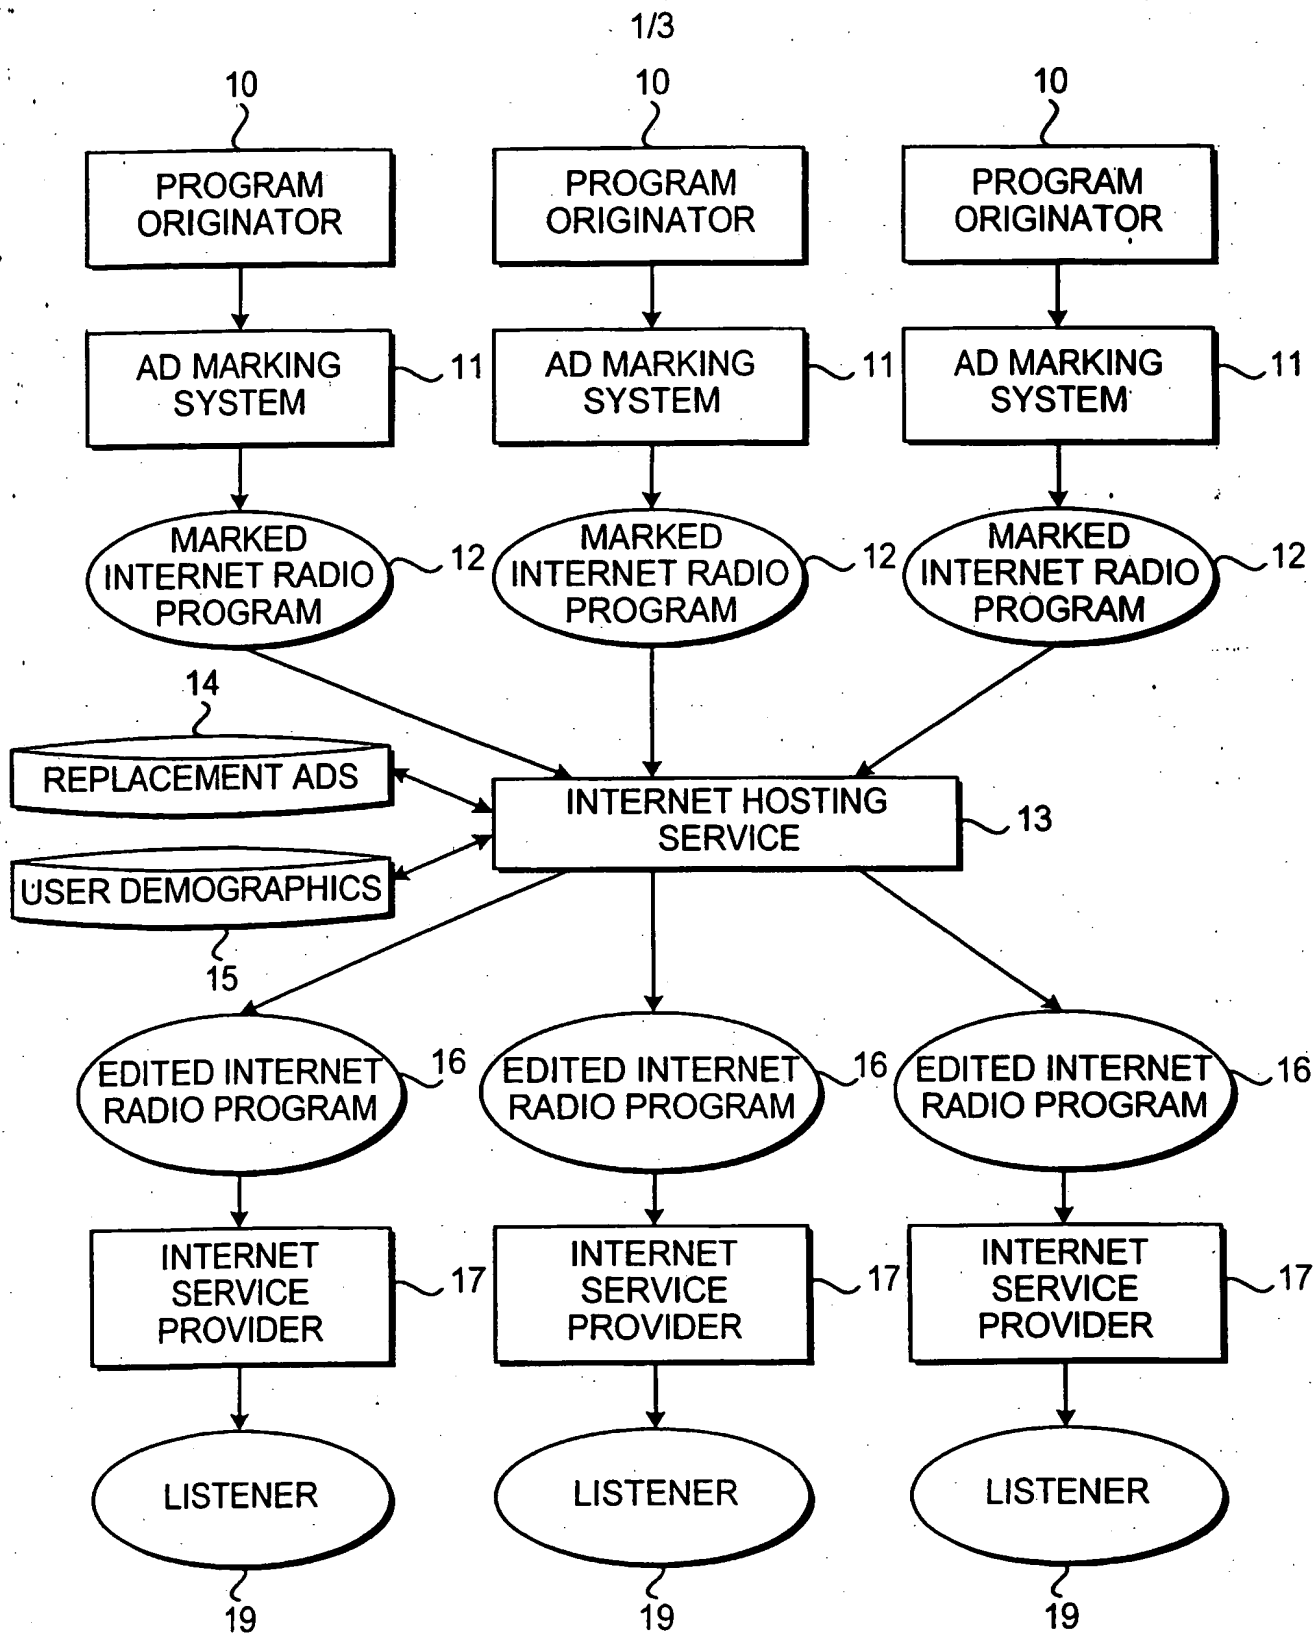 1/3
10 10 10
PROGRAM ORIGINATOR
PROGRAM ORIGINATOR
PROGRAM ORIGINATOR
AD MARKING SYSTEM
11
AD MARKING SYSTEM
11
AD MARKING SYSTEM
11
MARKED INTERNET RADIO PROGRAM
12
MARKED INTERNET RADIO PROGRAM
12
MARKED INTERNET RADIO PROGRAM
12
14
REPLACEMENT ADS
INTERNET HOSTING SERVICE
13
USER DEMOGRAPHICS
15
EDITED INTERNET RADIO PROGRAM
16
EDITED INTERNET RADIO PROGRAM
16
EDITED INTERNET RADIO PROGRAM
16
INTERNET SERVICE PROVIDER
17
INTERNET SERVICE PROVIDER
17
INTERNET SERVICE PROVIDER
17
LISTENER
LISTENER
LISTENER
19 19 19